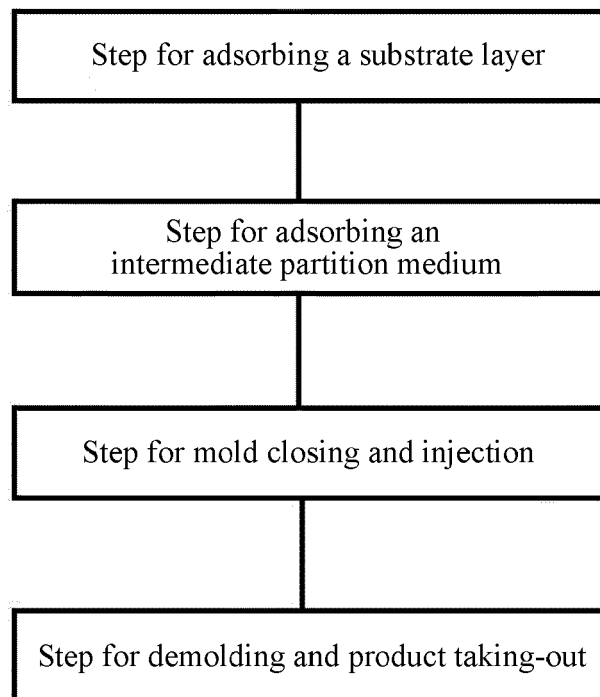 Step for adsorbing a substrate layer
Step for adsorbing an
intermediate partition medium
Step for mold closing and injection
Step for demolding and product taking-out